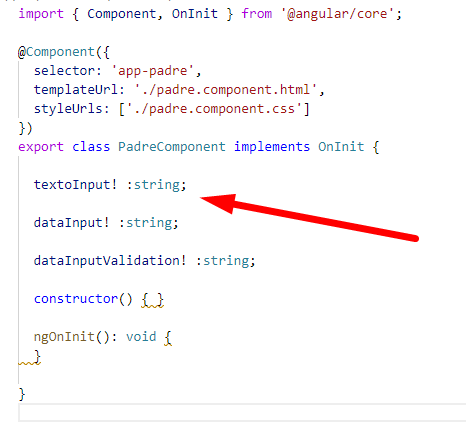 import { Component, OnInit } from '@angular/core';
@Component({
selector: 'app-padre',
templateUrl: './padre.component.html',
styleUrls: ['./padre.component.css']
})
export class PadreComponent implements OnInit {
textoInput! :string;
dataInput! :string;
dataInputValidation! :string;
constructor() { }
ngOnInit(): void {
}
}